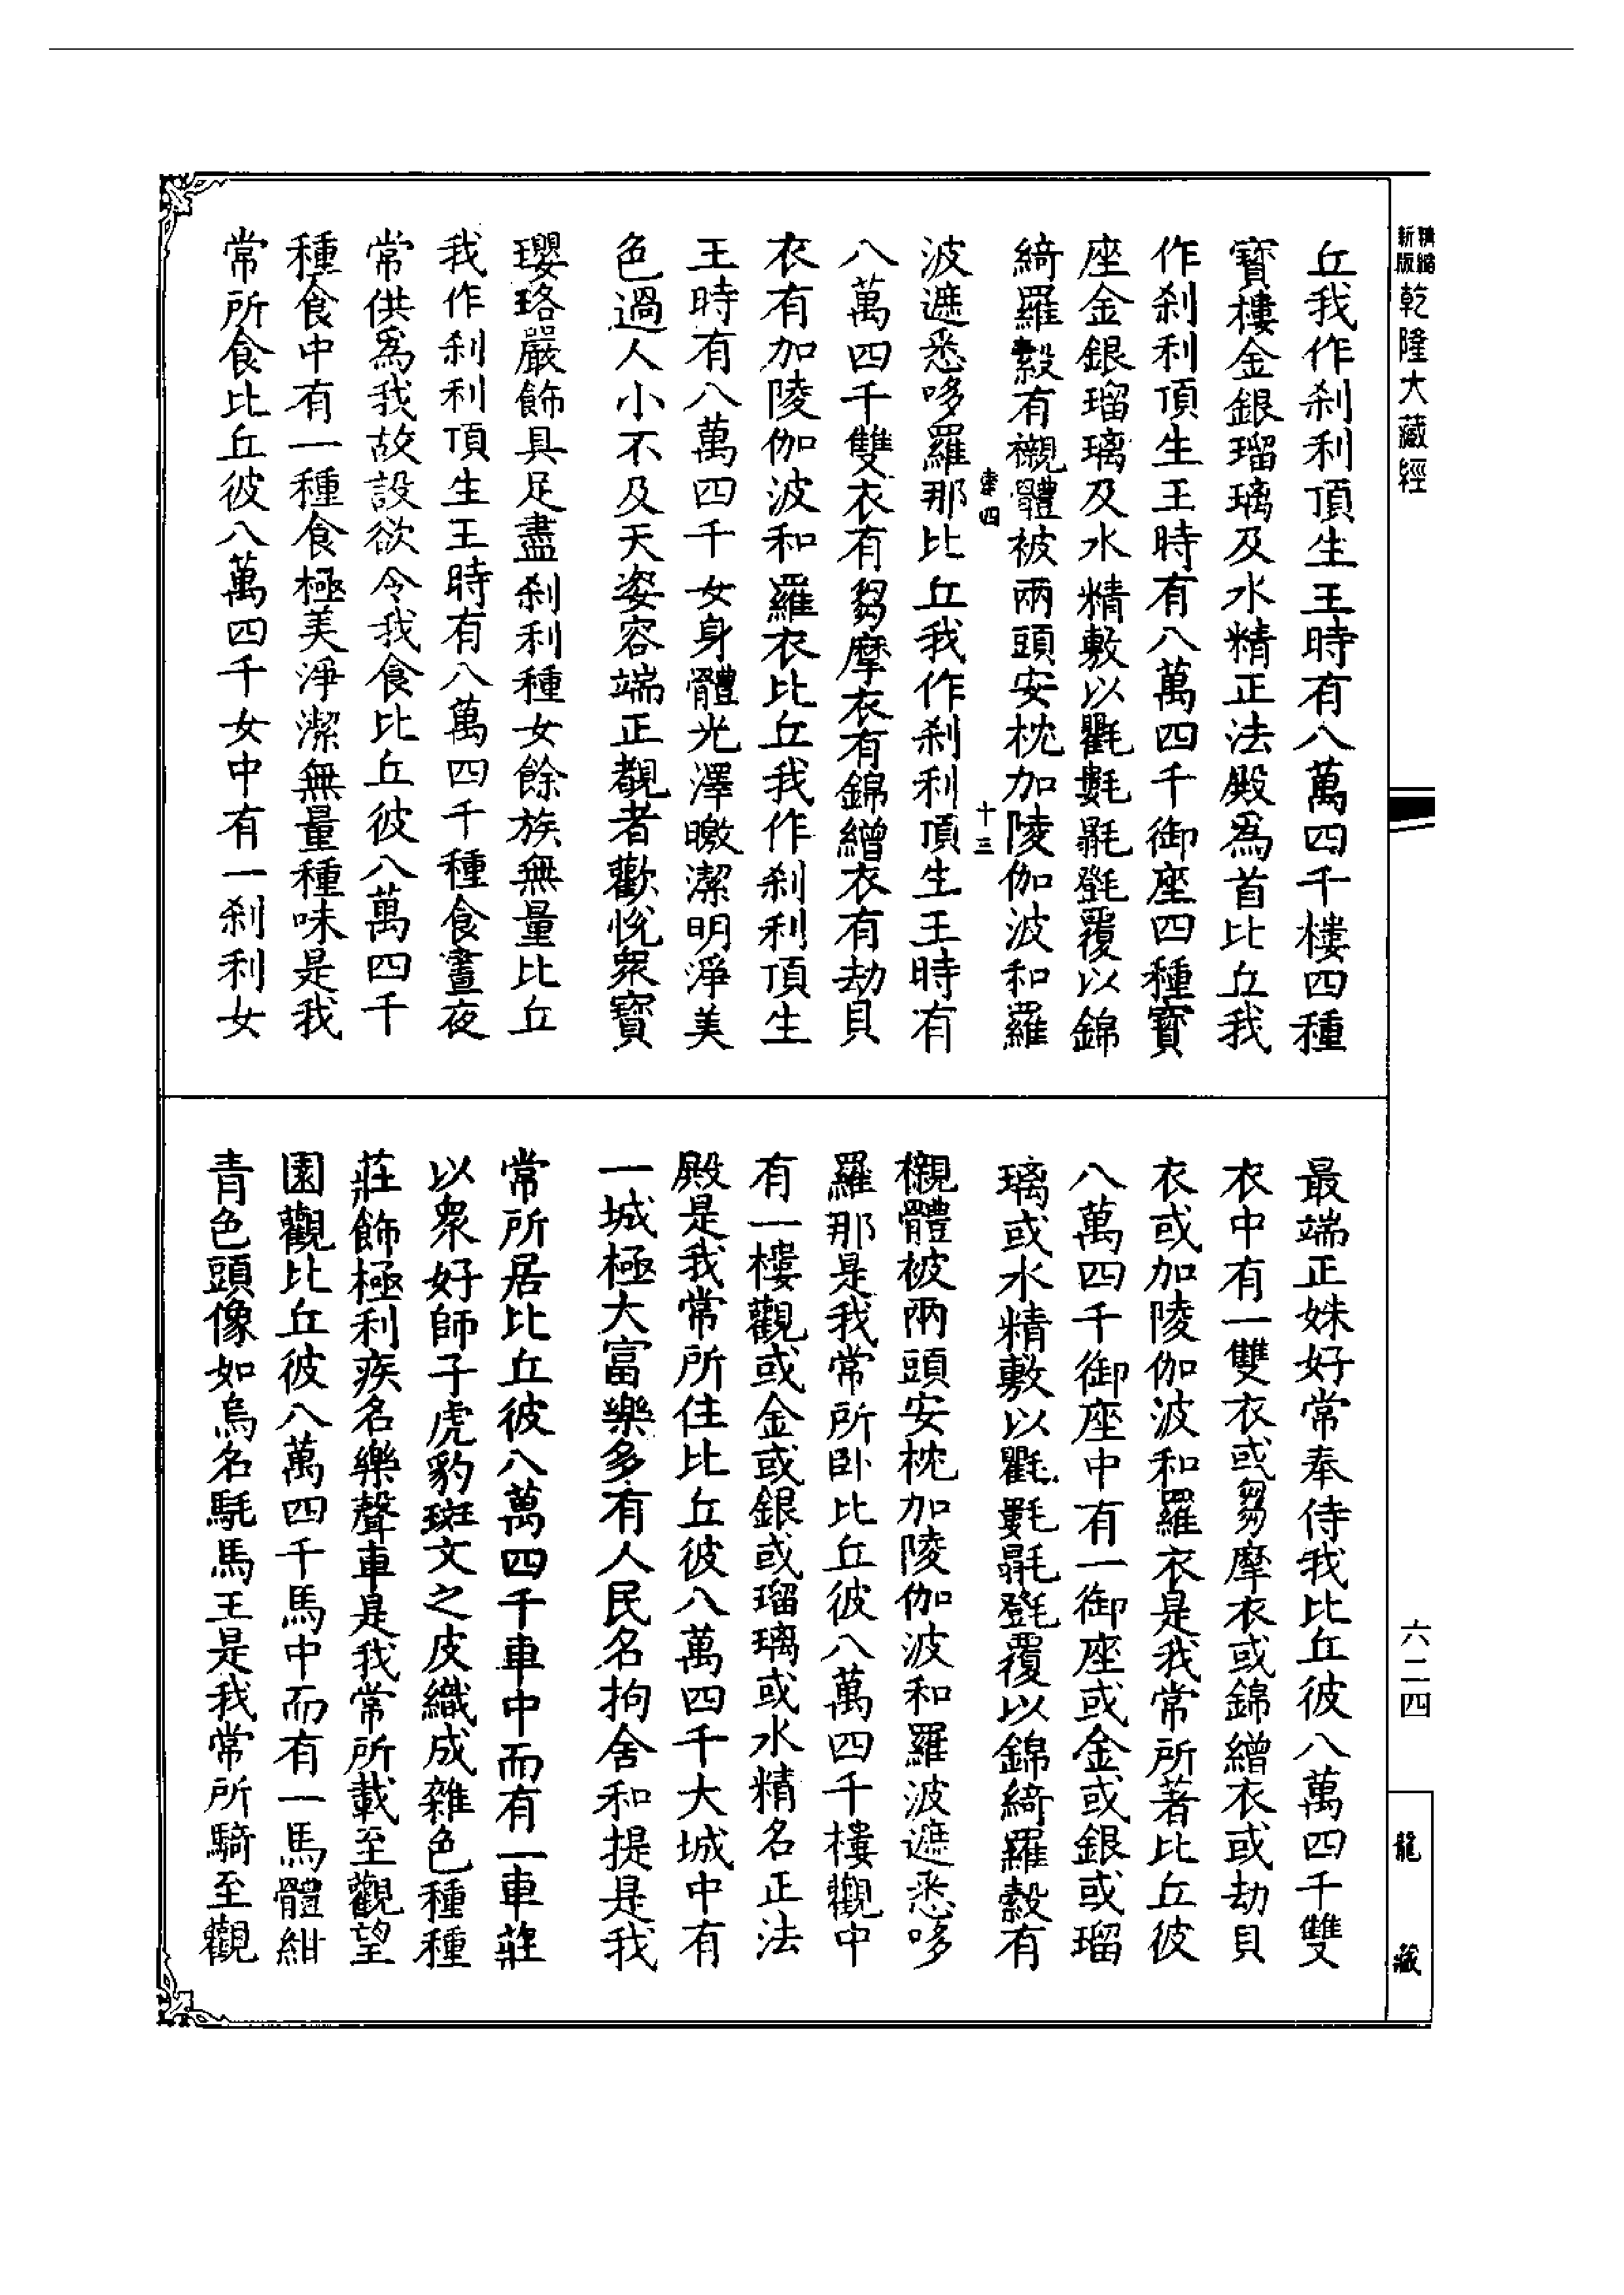 精縮
新版
乾隆大藏經
六二四
龍藏
丘我作刹利頂生王時有八萬四千樓四種
寶樓金銀瑠璃及水精正法殿為首比丘我
作刹利頂生王時有八萬四千御座四種寶
座金銀瑠璃及水精敷以氍氀毾㲪覆以錦
綺羅縠有襯體被兩頭安枕加陵伽波和羅
四
十三
波遮悉哆羅那比丘我作刹利頂生王時有
八萬四千雙衣有芻摩衣有錦繒衣有劫貝
衣有加陵伽波和羅衣比丘我作刹利頂生
王時有八萬四千女身體光澤皦潔明淨美
色過人小不及天姿容端正覩者歡悅衆寶
瓔珞嚴飾具足盡刹利種女餘族無量比丘
我作刹利頂生王時有八萬四千種食晝夜
常供為我故設欲令我食比丘彼八萬四千
種食中有一種食極美淨潔無量種味是我
常所食比丘彼八萬四千女中有一刹利女
最端正姝好常奉侍我比丘彼八萬四千雙
衣中有一雙衣或芻摩衣或錦繒衣或劫貝
衣或加陵伽波和羅衣是我常所著比丘彼
八萬四千御座中有一御座或金或銀或瑠
璃或水精敷以氍氀毾㲪覆以錦綺羅縠有
襯體被兩頭安枕加陵伽波和羅波遮悉哆
羅那是我常所卧比丘彼八萬四千樓觀中
有一樓觀或金或銀或瑠璃或水精名正法
殿是我常所住比丘彼八萬四千大城中有
一城極大富樂多有人民名拘舍和提是我
常所居比丘彼八萬四千車中而有一車莊
以衆好師子虎豹斑文之皮織成雜色種種
莊飾極利疾名樂聲車是我常所載至觀望
園觀比丘彼八萬四千馬中而有一馬體紺
青色頭像如烏名髦馬王是我常所騎至觀